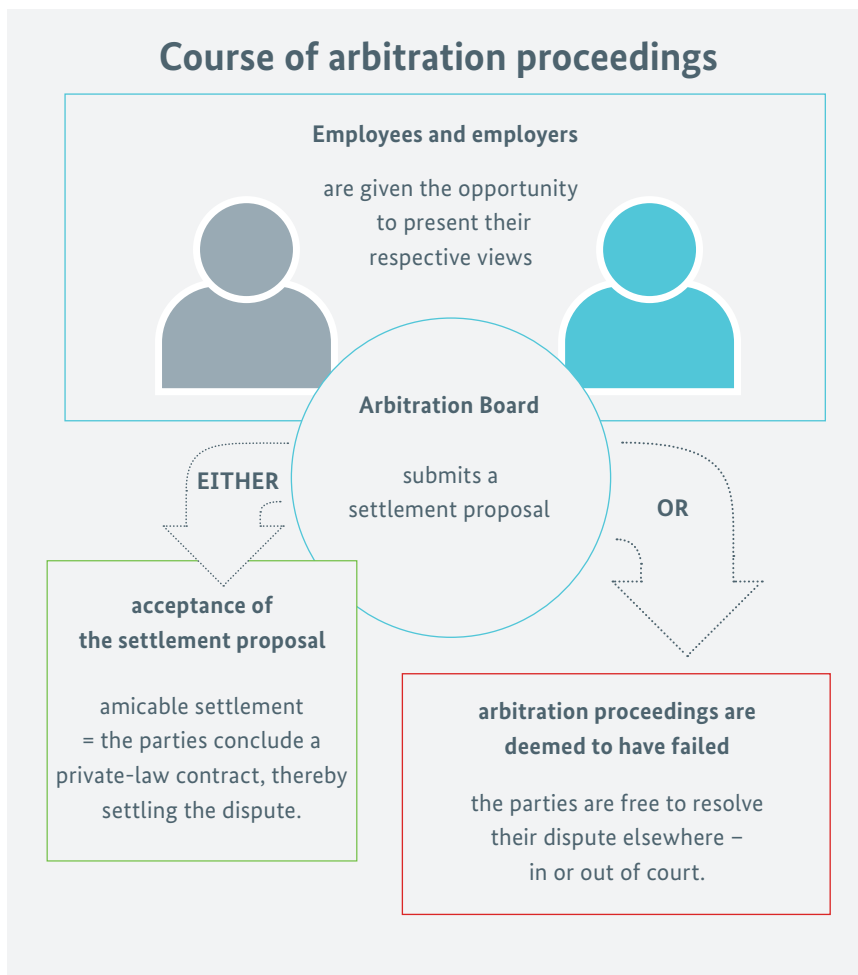 Course of arbitration proceedings
Employees and employers
are given the opportunity
to present their
respective views
Arbitration Board
submits a
settlement proposal
EITHER
OR
acceptance of
the settlement proposal
amicable settlement
= the parties conclude a
private-law contract, thereby
settling the dispute.
arbitration proceedings are
deemed to have failed
the parties are free to resolve
their dispute elsewhere –
in or out of court.